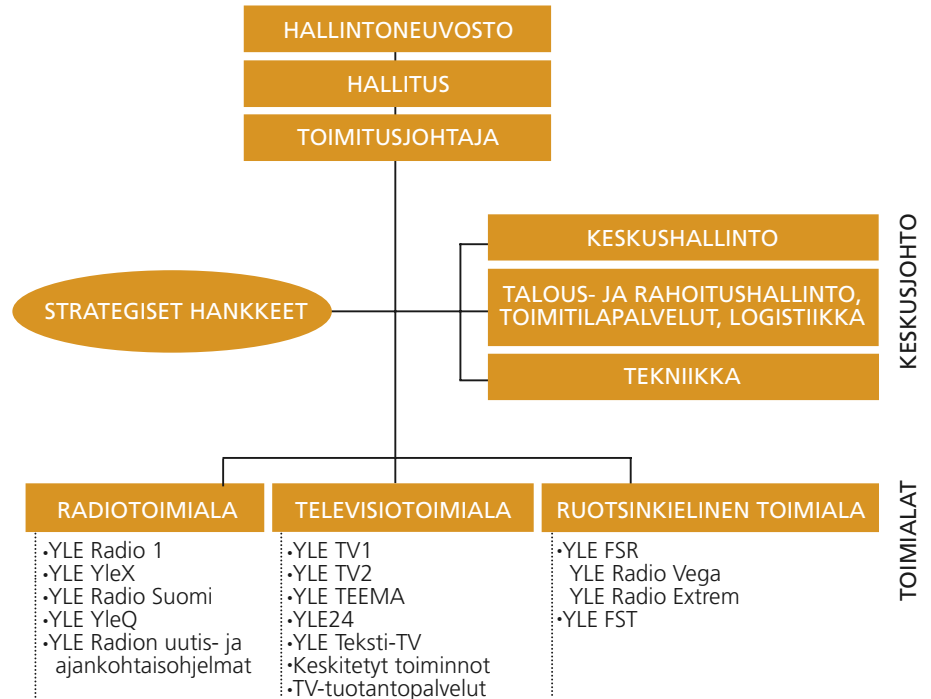 HALLINTONEUVOSTO
HALLITUS
TOIMITUSJOHTAJA
STRATEGISET HANKKEET
KESKUSHALLINTO
TALOUS- JA RAHOITUSHALLINTO,
TOIMITILAPALVELUT, LOGISTIIKKA
TEKNIIKKA
KESKUSJOHTO
RADIOTOIMIALA
•YLE Radio 1
•YLE YleX
•YLE Radio Suomi
•YLE YleQ
•YLE Radion uutis- ja
ajankohtaisohjelmat
TELEVISIOTOIMIALA
•YLE TV1
•YLE TV2
•YLE TEEMA
•YLE24
•YLE Teksti-TV
•Keskitetyt toiminnot
•TV-tuotantopalvelut
RUOTSINKIELINEN TOIMIALA
•YLE FSR
YLE Radio Vega
YLE Radio Extrem
•YLE FST
TOIMIALAT